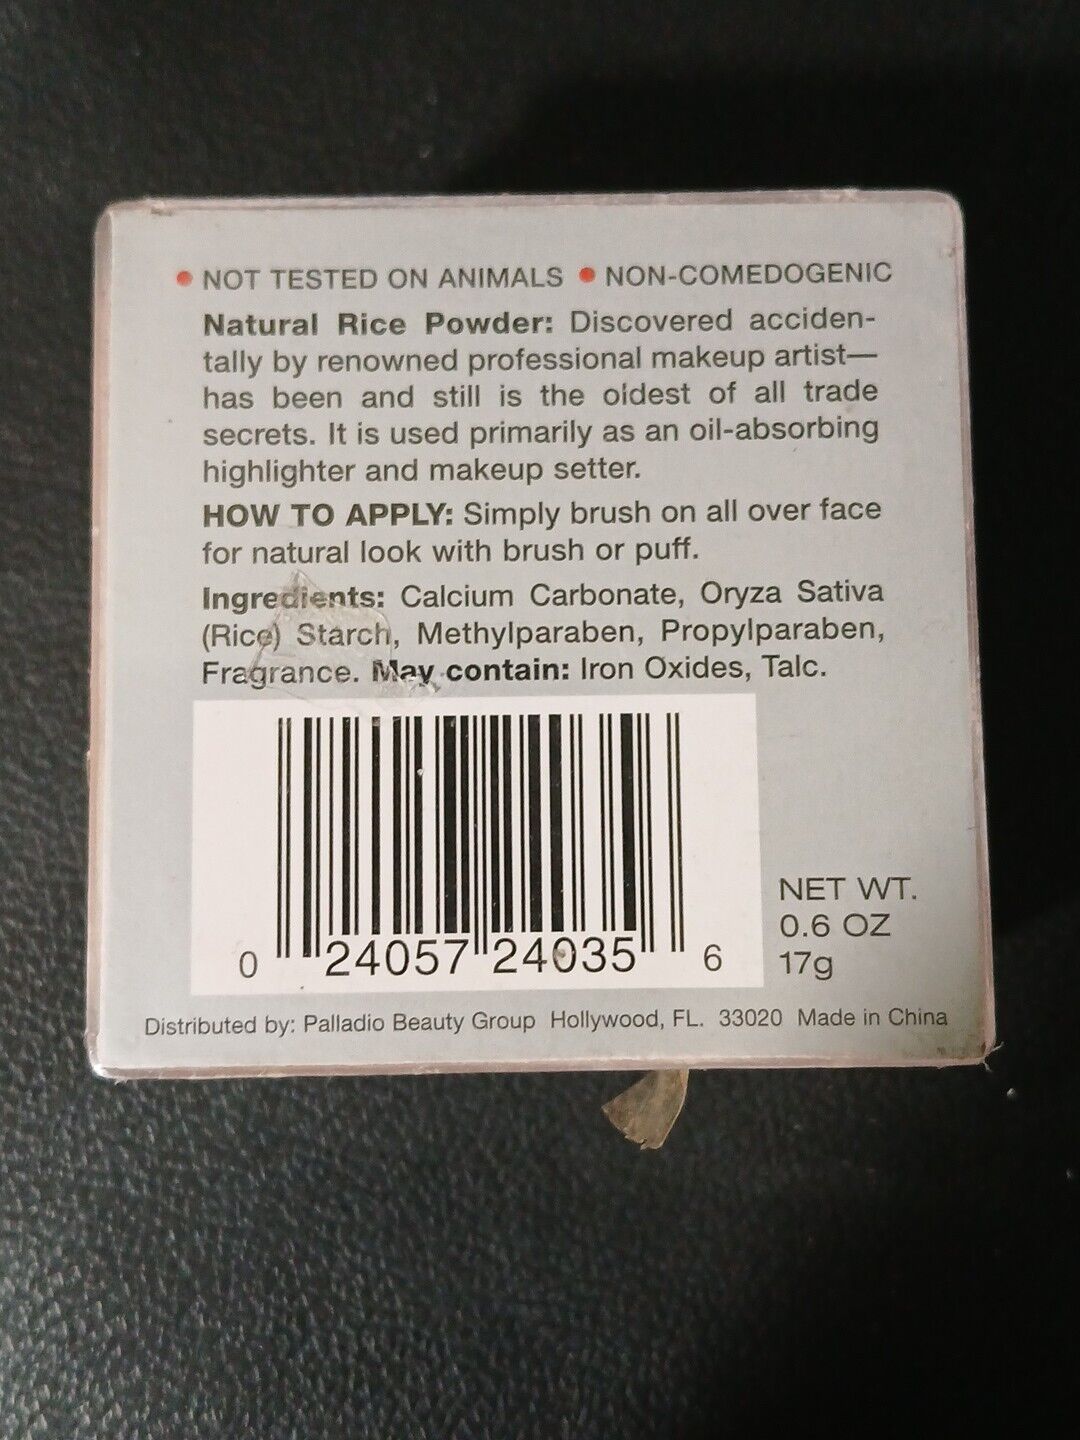 • NOT TESTED ON ANIMALS • NON-COMEDOGENIC
Natural Rice Powder: Discovered acciden-
tally by renowned professional makeup artist—
has been and still is the oldest of all trade
secrets. It is used primarily as an oil-absorbing
highlighter and makeup setter.
HOW TO APPLY: Simply brush on all over face
for natural look with brush or puff.
Ingredients: Calcium Carbonate, Oryza Sativa
(Rice) Starch, Methylparaben, Propylparaben,
Fragrance. May contain: Iron Oxides, Talc.
NET WT.
0.6 OZ
17g
0 24057 24035 6
Distributed by: Palladio Beauty Group Hollywood, FL. 33020 Made in China